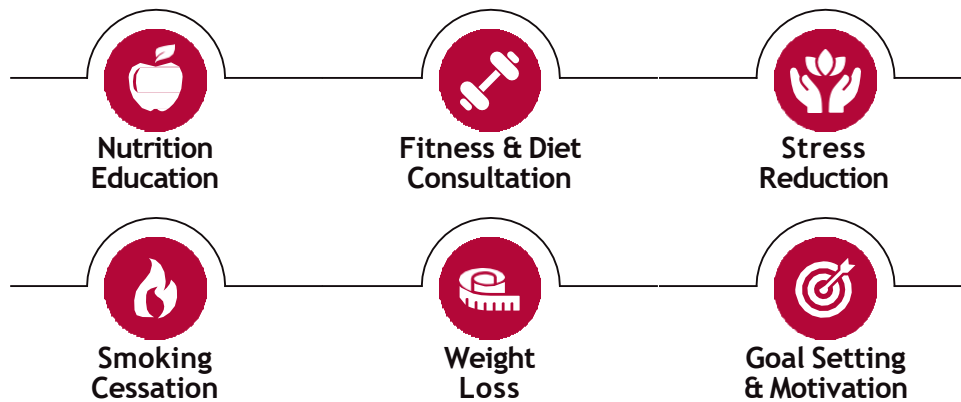 Nutrition
Education
Fitness & Diet
Consultation
Stress
Reduction
Smoking
Cessation
Weight
Loss
Goal Setting
& Motivation